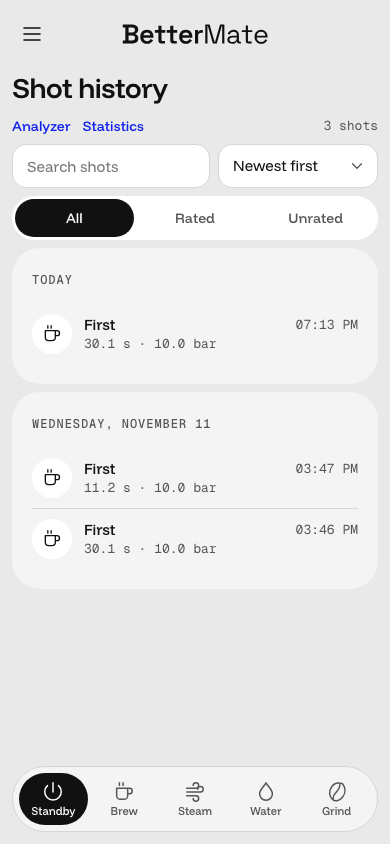 BetterMate
Shot history
Analyzer Statistics 3 shots
Search shots Newest first
All Rated Unrated
TODAY
First 07:13 PM
30.1 s · 10.0 bar
WEDNESDAY, NOVEMBER 11
First 03:47 PM
11.2 s · 10.0 bar
First 03:46 PM
30.1 s · 10.0 bar
Standby Brew Steam Water Grind